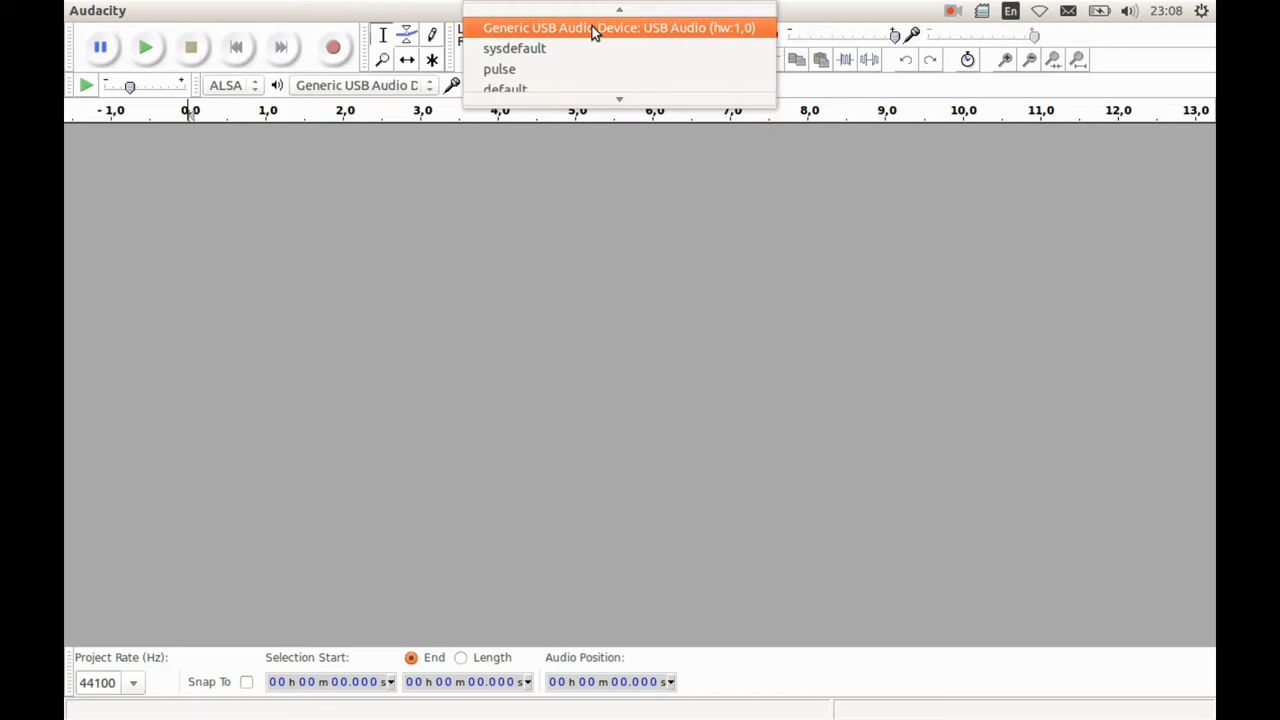 Audacity
Generic USB Audio Device: USB Audio (hw:1,0)
sysdefault
pulse
default
En
23:08
L
R
ALSA
Generic USB Audio D
- 1,0 0,0 1,0 2,0 3,0 4,0 5,0 6,0 7,0 8,0 9,0 10,0 11,0 12,0 13,0
Project Rate (Hz):
Selection Start:
End
Length
Audio Position:
44100
Snap To
00 h 00 m 00.000 s
00 h 00 m 00.000 s
00 h 00 m 00.000 s